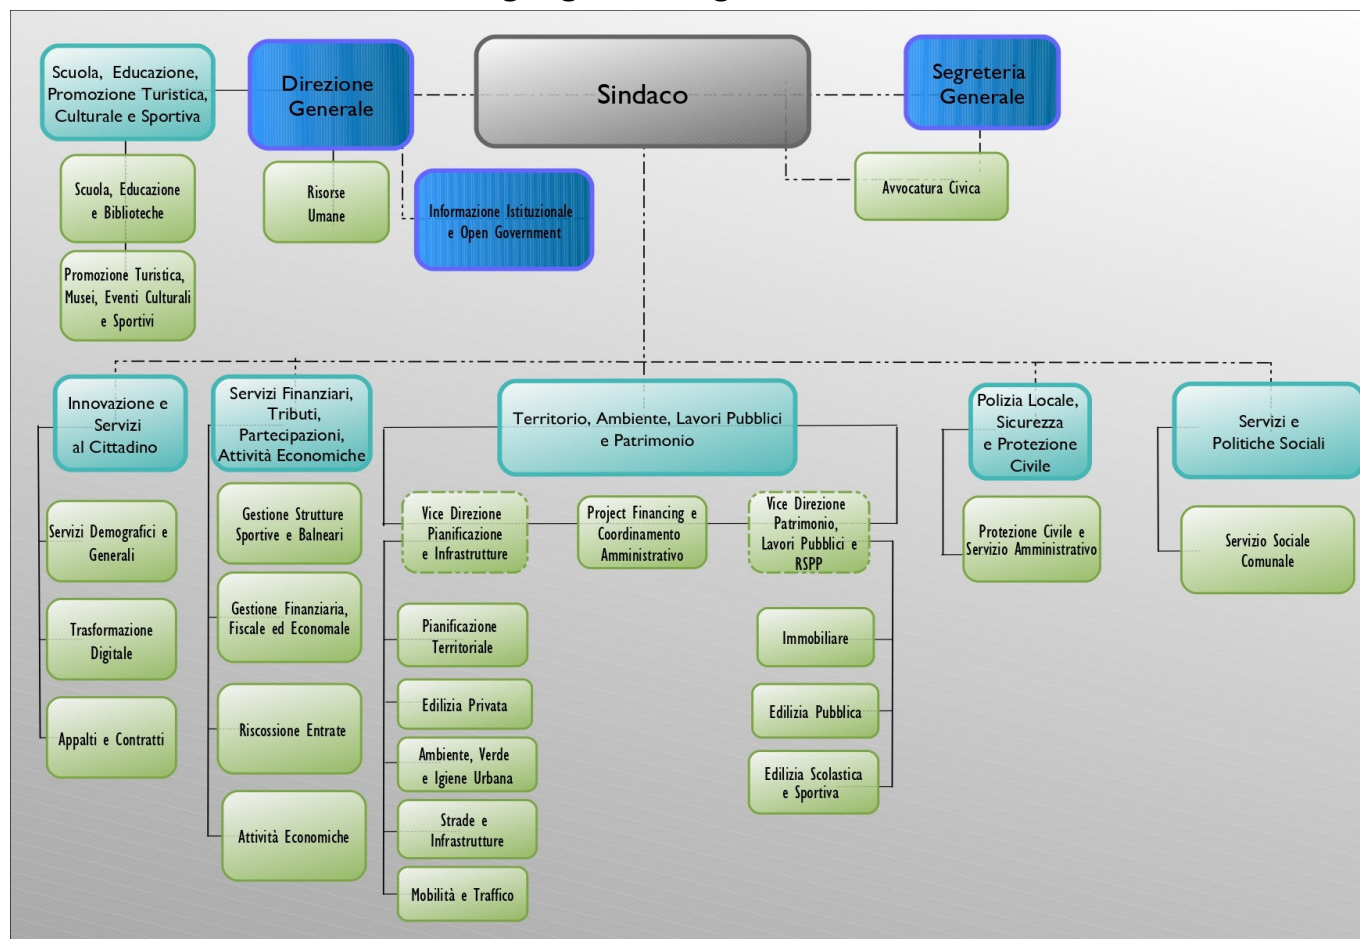 Scuola, Educazione,
Promozione Turistica,
Culturale e Sportiva
Direzione
Generale
Sindaco
Segreteria
Generale
Scuola, Educazione
e Biblioteche
Risorse
Umane
Informazione Istituzionale
e Open Government
Avvocatura Civica
Promozione Turistica,
Musei, Eventi Culturali
e Sportivi
Innovazione e
Servizi
al Cittadino
Servizi Finanziari,
Tributi,
Partecipazioni,
Attività Economiche
Territorio, Ambiente, Lavori Pubblici
e Patrimonio
Polizia Locale,
Sicurezza
e Protezione
Civile
Servizi e
Politiche Sociali
Servizi Demografici e
Generali
Trasformazione
Digitale
Appalti e Contratti
Gestione Strutture
Sportive e Balneari
Gestione Finanziaria,
Fiscale ed Economale
Riscossione Entrate
Attività Economiche
Vice Direzione
Pianificazione
e Infrastrutture
Project Financing e
Coordinamento
Amministrativo
Vice Direzione
Patrimonio,
Lavori Pubblici e
RSPP
Pianificazione
Territoriale
Edilizia Privata
Ambiente, Verde
e Igiene Urbana
Strade e
Infrastrutture
Mobilità e Traffico
Immobiliare
Edilizia Pubblica
Edilizia Scolastica
e Sportiva
Protezione Civile e
Servizio Amministrativo
Servizio Sociale
Comunale